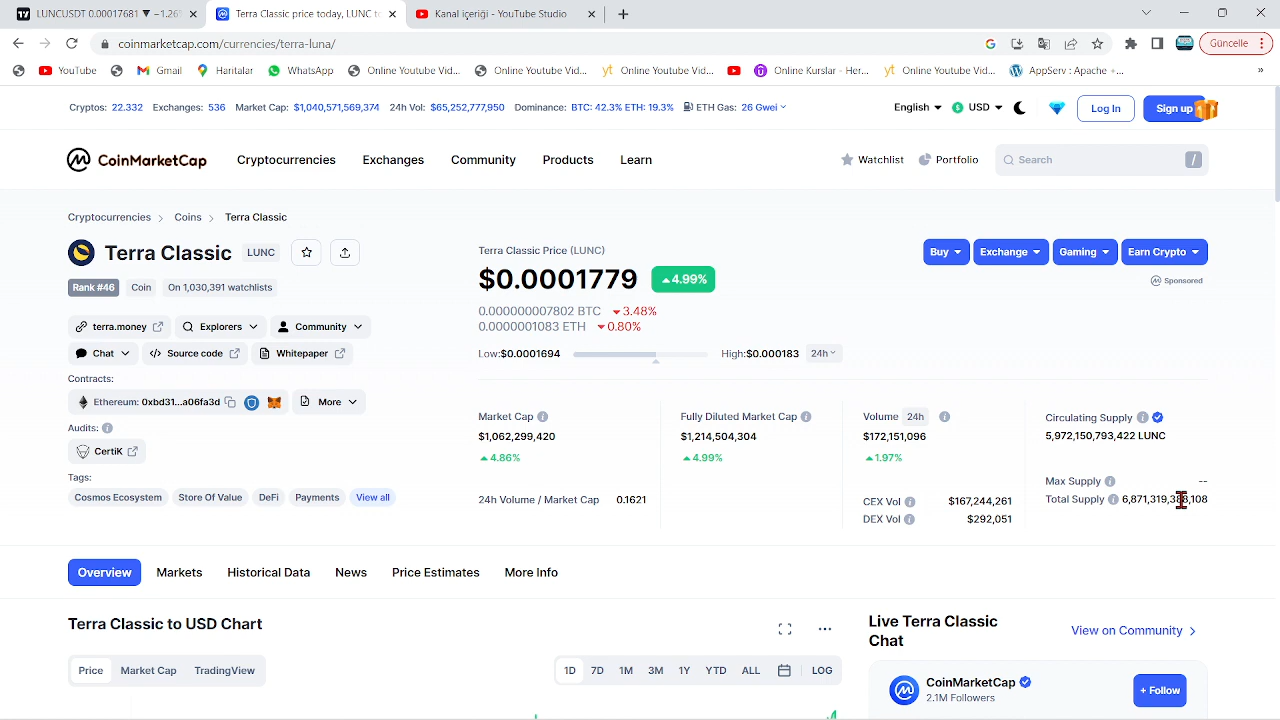 LUNCUSDT 0.00017681 ▼ −1.26%
Terra Classic price today, LUNC to
Kanal içeriği - YouTube Studio
coinmarketcap.com/currencies/terra-luna/
Güncelle
YouTube
Gmail
Haritalar
WhatsApp
Online Youtube Vid...
Online Youtube Vid...
Online Youtube Vid...
Online Kurslar - Her...
Online Youtube Vid...
AppServ : Apache +...
Cryptos: 22.332 Exchanges: 536 Market Cap: $1,040,571,569,374 24h Vol: $65,252,777,950 Dominance: BTC: 42.3% ETH: 19.3% ETH Gas: 26 Gwei
English USD Log In Sign up
CoinMarketCap Cryptocurrencies Exchanges Community Products Learn
Watchlist Portfolio Search /
Cryptocurrencies > Coins > Terra Classic
Terra Classic LUNC
Rank #46 Coin On 1,030,391 watchlists
terra.money Explorers Community
Chat Source code Whitepaper
Contracts:
Ethereum: 0xbd31...a06fa3d More
Audits:
CertiK
Tags:
Cosmos Ecosystem Store Of Value DeFi Payments View all
Terra Classic Price (LUNC)
$0.0001779 4.99%
0.000000007802 BTC 3.48%
0.0000001083 ETH 0.80%
Low:$0.0001694 High:$0.000183 24h
Buy Exchange Gaming Earn Crypto
Sponsored
Market Cap
$1,062,299,420
4.86%
24h Volume / Market Cap 0.1621
Fully Diluted Market Cap
$1,214,504,304
4.99%
Volume 24h
$172,151,096
1.97%
CEX Vol $167,244,261
DEX Vol $292,051
Circulating Supply
5,972,150,793,422 LUNC
Max Supply --
Total Supply
Overview Markets Historical Data News Price Estimates More Info
Terra Classic to USD Chart
Price Market Cap TradingView
1D 7D 1M 3M 1Y YTD ALL LOG
Live Terra Classic
Chat
View on Community >
CoinMarketCap
2.1M Followers
+ Follow